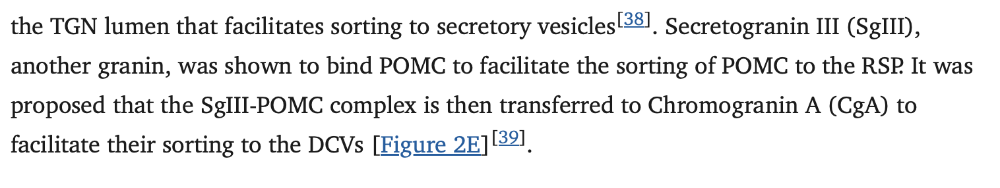 the TGN lumen that facilitates sorting to secretory vesicles[38]. Secretogranin III (SgIII),
another granin, was shown to bind POMC to facilitate the sorting of POMC to the RSP. It was
proposed that the SgIII-POMC complex is then transferred to Chromogranin A (CgA) to
facilitate their sorting to the DCVs [Figure 2E][39].